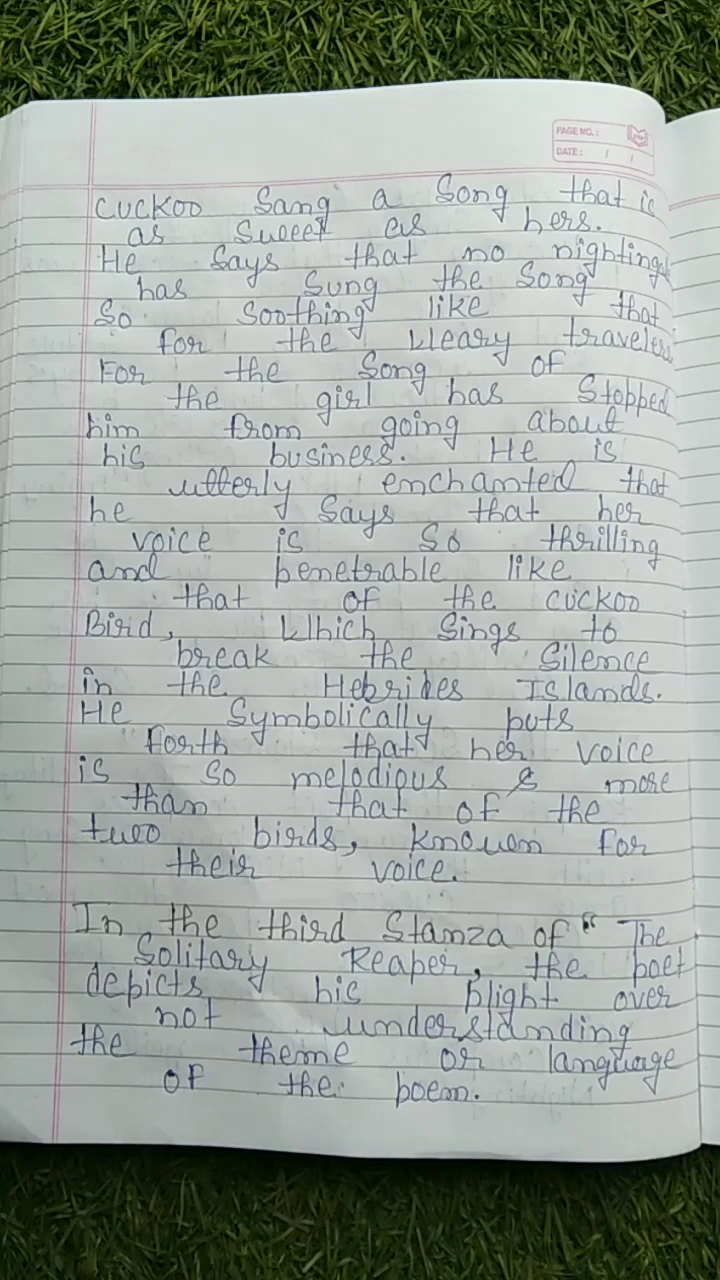 PAGE NO.:
DATE: / /
cuckoo Sang a Song that is
as sweet as hers.
He Says that no nightingale
has Sung the Song
So Soothing like that
for the weary travelers
For the Song of
the girl has Stopped
him from going about
his business. He is
utterly enchanted that
he Says that her
voice is So thrilling
and penetrable like
that of the cuckoo
Bird, Which Sings to
break the Silence
in the Hebrides Islands.
He Symbolically puts
forth that her voice
is So melodious & more
than that of the
two birds, known for
their voice.
In the third Stanza of " The
Solitary Reaper, the poet
depicts his plight over
not understanding
the theme or language
of the poem.